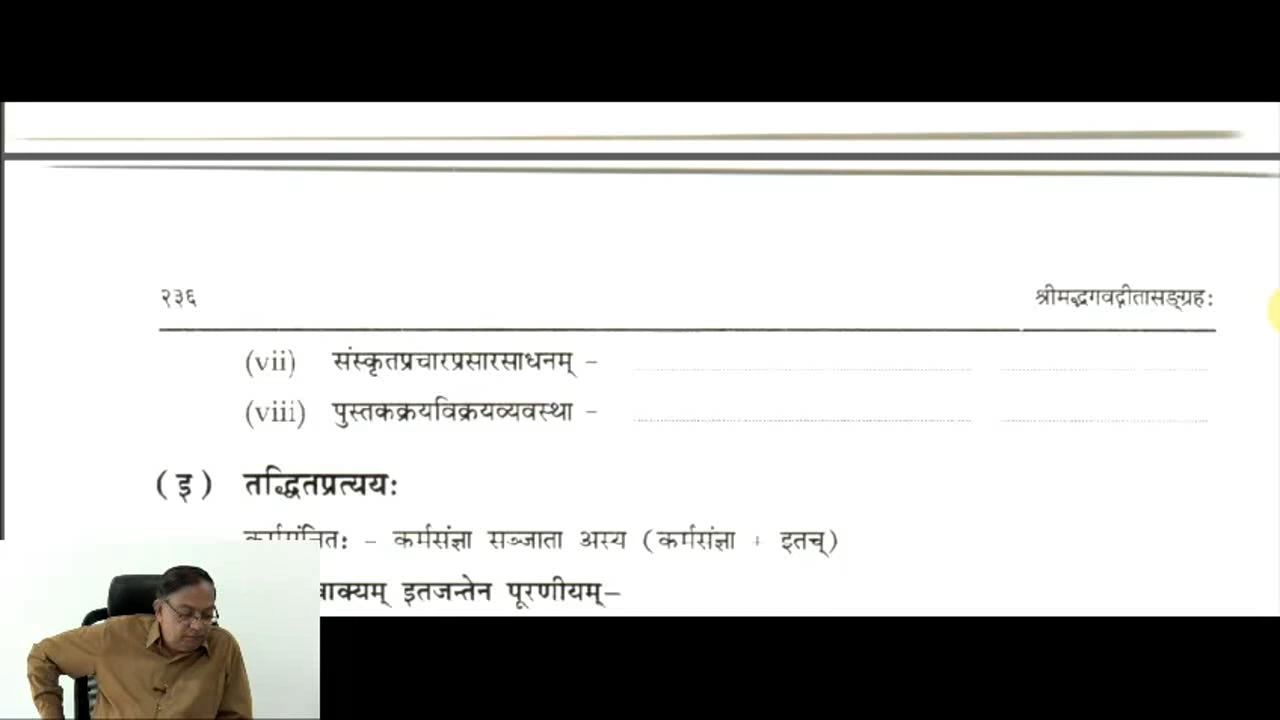 २३६ श्रीमद्भगवद्गीतासङ्ग्रहः
(vii) संस्कृतप्रचारप्रसारसाधनम् –
(viii) पुस्तकक्रयविक्रयव्यवस्था –
(इ) तद्धितप्रत्ययः
– कर्मसंज्ञा सञ्जाता अस्य (कर्मसंज्ञा + इतच्)
वाक्यम् इतजन्तेन पूरणीयम्–